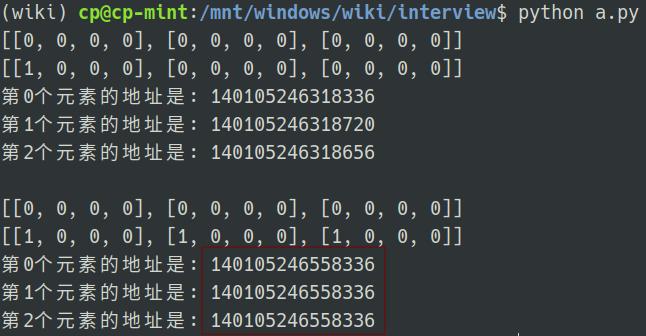 (wiki) cp@cp-mint:/mnt/windows/wiki/interview$ python a.py
[[0, 0, 0, 0], [0, 0, 0, 0], [0, 0, 0, 0]]
[[1, 0, 0, 0], [0, 0, 0, 0], [0, 0, 0, 0]]
第0个元素的地址是: 140105246318336
第1个元素的地址是: 140105246318720
第2个元素的地址是: 140105246318656
[[0, 0, 0, 0], [0, 0, 0, 0], [0, 0, 0, 0]]
[[1, 0, 0, 0], [1, 0, 0, 0], [1, 0, 0, 0]]
第0个元素的地址是: 140105246558336
第1个元素的地址是: 140105246558336
第2个元素的地址是: 140105246558336